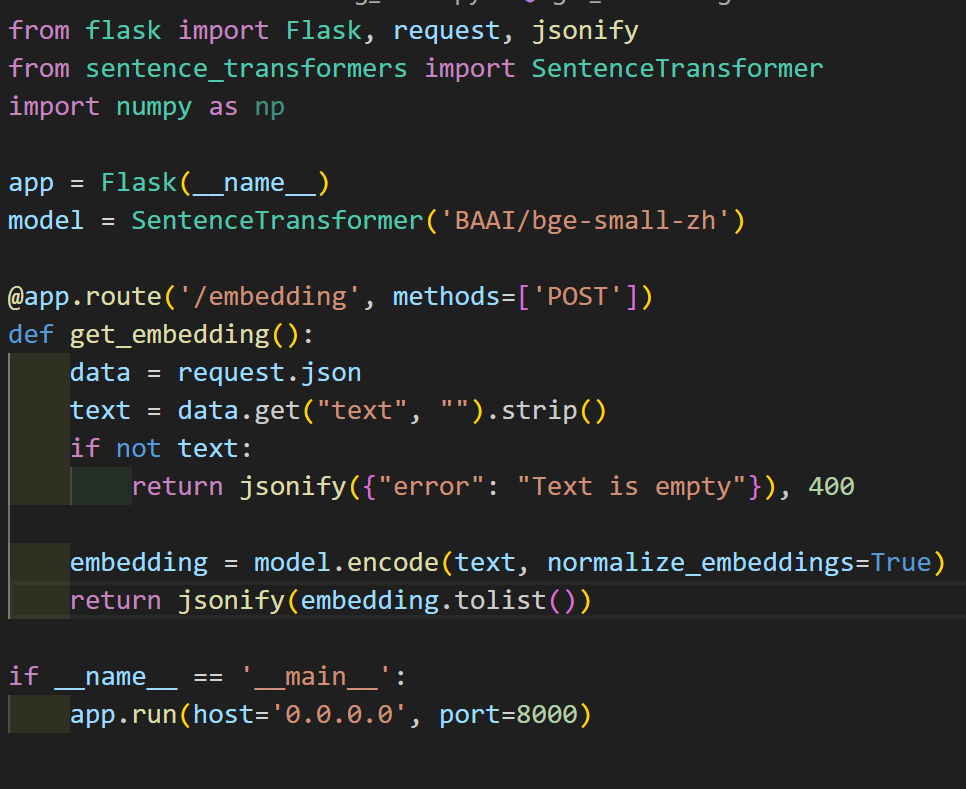 from flask import Flask, request, jsonify
from sentence_transformers import SentenceTransformer
import numpy as np
app = Flask(__name__)
model = SentenceTransformer('BAAI/bge-small-zh')
@app.route('/embedding', methods=['POST'])
def get_embedding():
    data = request.json
    text = data.get("text", "").strip()
    if not text:
        return jsonify({"error": "Text is empty"}), 400
    embedding = model.encode(text, normalize_embeddings=True)
    return jsonify(embedding.tolist())
if __name__ == '__main__':
    app.run(host='0.0.0.0', port=8000)